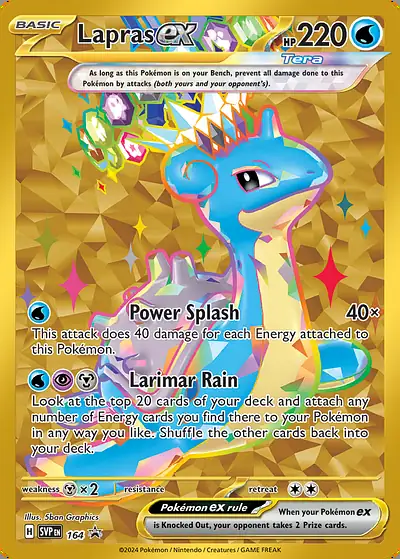 BASIC
Lapras ex
HP 220
Tera
As long as this Pokémon is on your Bench, prevent all damage done to this
Pokémon by attacks (both yours and your opponent's).
Power Splash 40×
This attack does 40 damage for each Energy attached to
this Pokémon.
Larimar Rain
Look at the top 20 cards of your deck and attach any
number of Energy cards you find there to your Pokémon
in any way you like. Shuffle the other cards back into
your deck.
weakness ×2 resistance retreat
Pokémon ex rule
When your Pokémon ex
is Knocked Out, your opponent takes 2 Prize cards.
Illus. 5ban Graphics
H SVP EN 164
©2024 Pokémon / Nintendo / Creatures / GAME FREAK